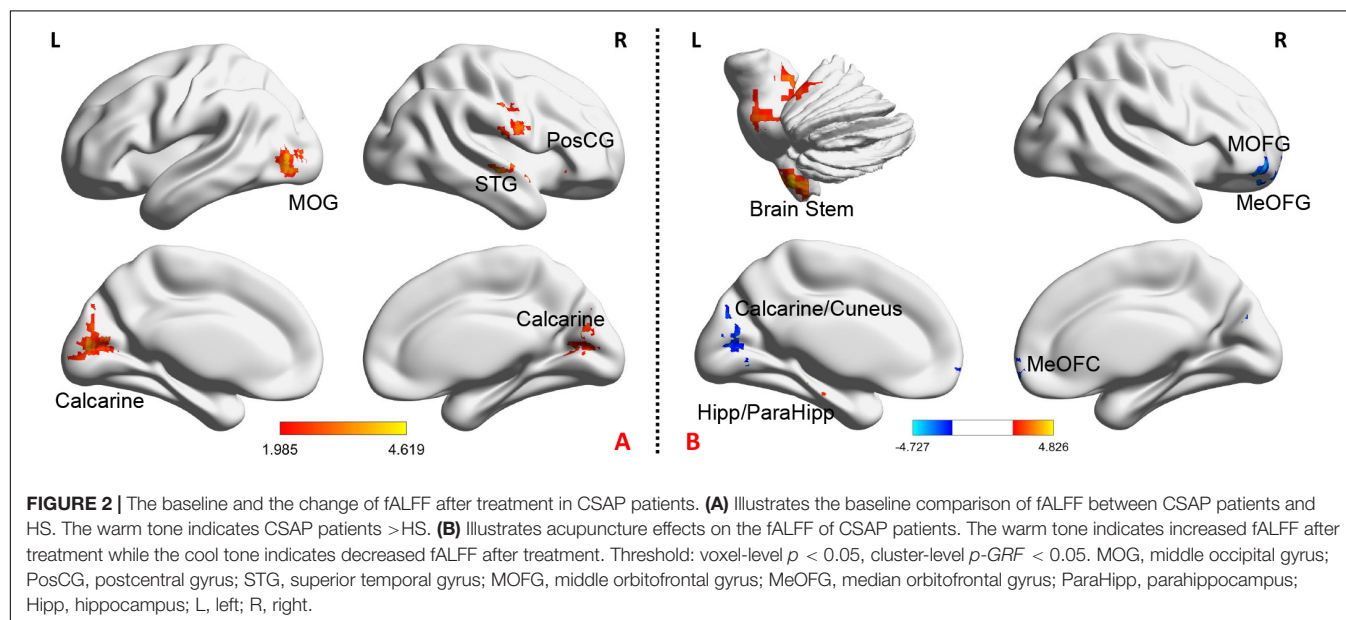 L R L R
PosCG
MOFG
STG
MOG
MeOFG
Brain Stem
Calcarine
Calcarine/Cuneus
MeOFC
Calcarine
Hipp/ParaHipp
1.985 4.619
A B
-4.727 4.826
FIGURE 2 | The baseline and the change of fALFF after treatment in CSAP patients. (A) Illustrates the baseline comparison of fALFF between CSAP patients and
HS. The warm tone indicates CSAP patients >HS. (B) Illustrates acupuncture effects on the fALFF of CSAP patients. The warm tone indicates increased fALFF after
treatment while the cool tone indicates decreased fALFF after treatment. Threshold: voxel-level p < 0.05, cluster-level p-GRF < 0.05. MOG, middle occipital gyrus;
PosCG, postcentral gyrus; STG, superior temporal gyrus; MOFG, middle orbitofrontal gyrus; MeOFG, median orbitofrontal gyrus; ParaHipp, parahippocampus;
Hipp, hippocampus; L, left; R, right.